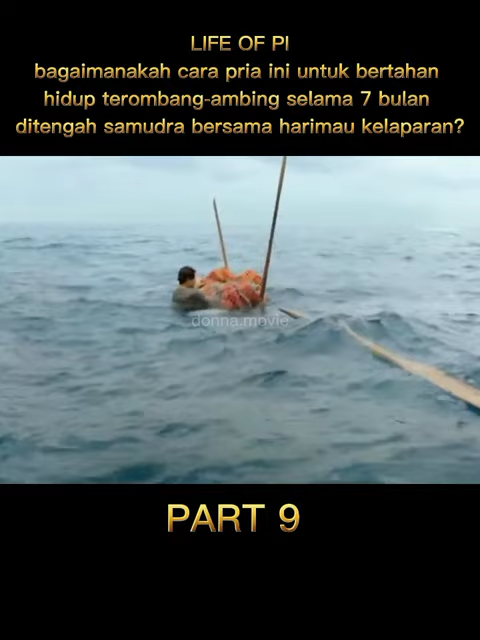 LIFE OF PI
bagaimanakah cara pria ini untuk bertahan
hidup terombang-ambing selama 7 bulan
ditengah samudra bersama harimau kelaparan?
donna.movie
PART 9